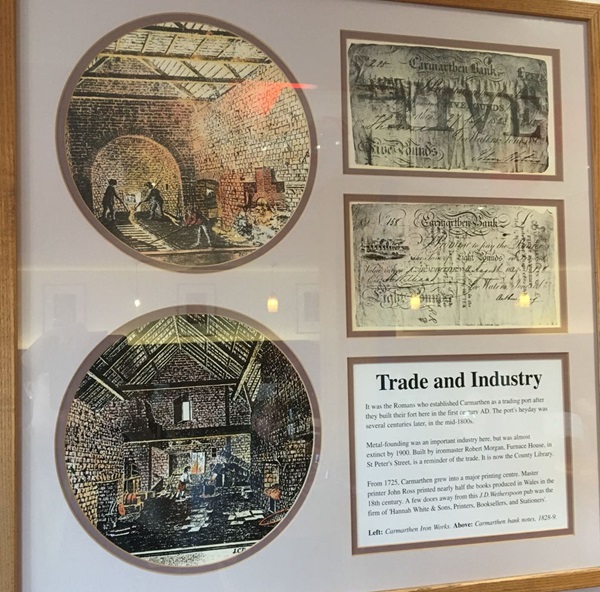 Carmarthen Bank
FIVE POUNDS
FIVE
Five Pounds
No 188 Carmarthen Bank £
Eight Pounds
Eight Pounds
Trade and Industry
It was the Romans who established Carmarthen as a trading port after
they built their fort here in the first century AD. The port's heyday was
several centuries later, in the mid-1800s.
Metal-founding was an important industry here, but was almost
extinct by 1900. Built by ironmaster Robert Morgan, Furnace House, in
St Peter's Street, is a reminder of the trade. It is now the County Library.
From 1725, Carmarthen grew into a major printing centre. Master
printer John Ross printed nearly half the books produced in Wales in the
18th century. A few doors away from this J.D.Wetherspoon pub was the
firm of 'Hannah White & Sons, Printers, Booksellers, and Stationers'.
Left: Carmarthen Iron Works. Above: Carmarthen bank notes, 1828-9.